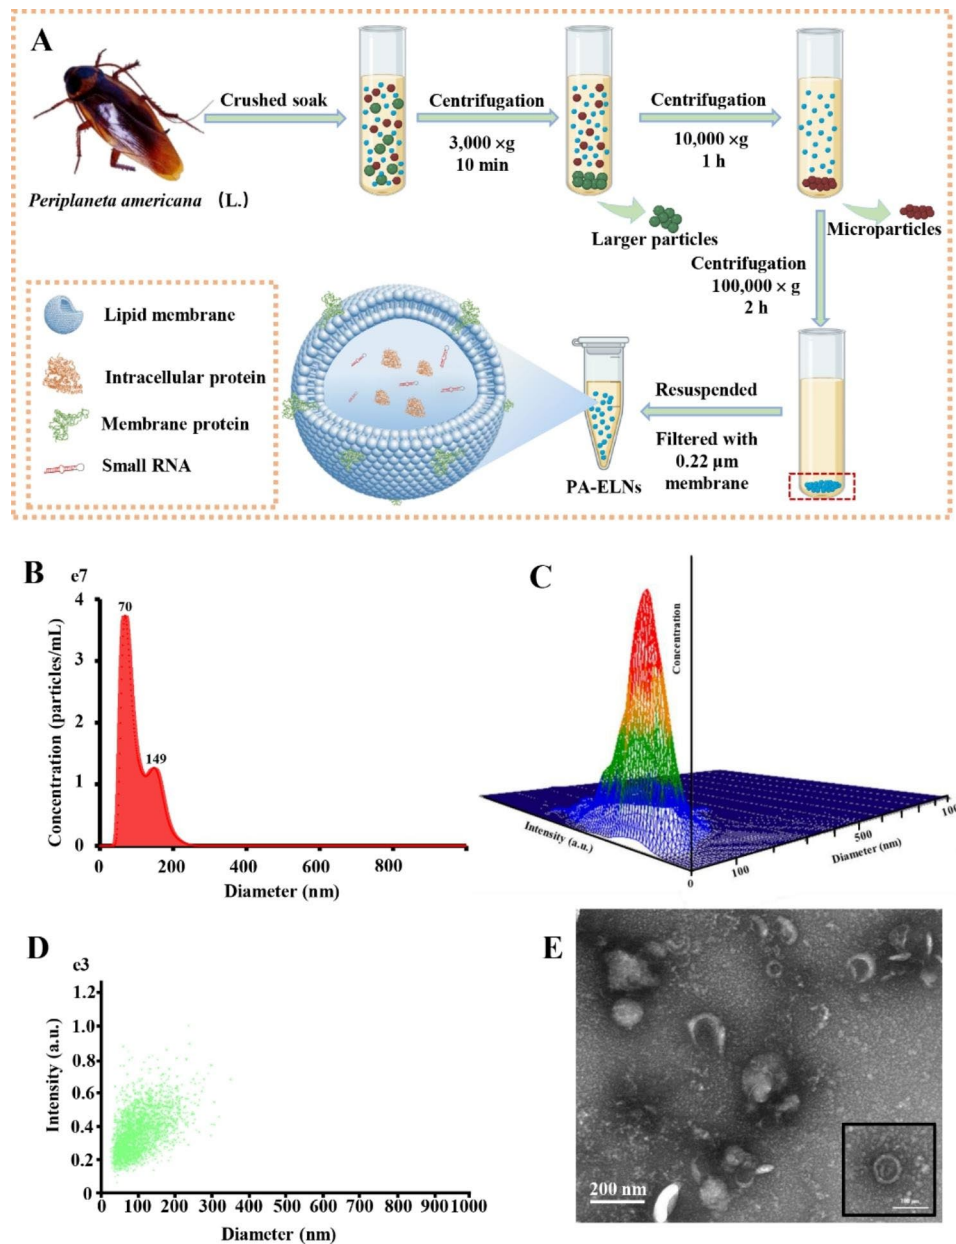 A
Crushed soak
Centrifugation
3,000 ×g
10 min
Centrifugation
10,000 ×g
1 h
Periplaneta americana (L.)
Larger particles
Microparticles
Centrifugation
100,000 × g
2 h
Lipid membrane
Intracellular protein
Membrane protein
Small RNA
Resuspended
Filtered with
0.22 µm
membrane
PA-ELNs
B
e7
Concentration (particles/mL)
4
3
2
1
0
70
149
0
200
400
600
800
Diameter (nm)
C
Concentration
Intensity (a.u.)
0
100
500
100
Diameter (nm)
D
e3
Intensity (a.u.)
1.2
1.0
0.8
0.6
0.4
0.2
0
0 100 200 300 400 500 600 700 800 900 1000
Diameter (nm)
E
200 nm